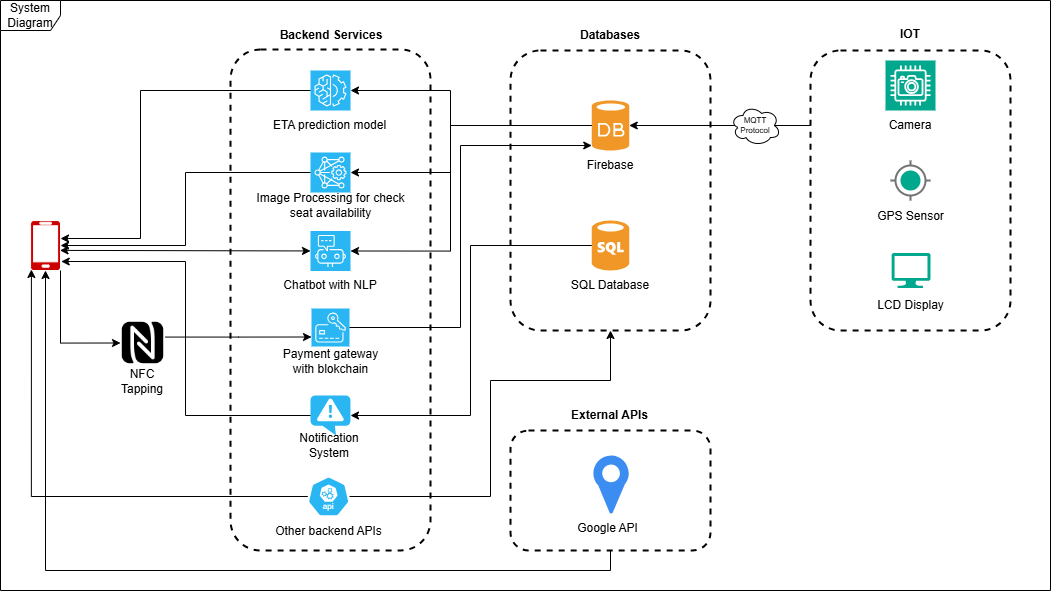 System
Diagram
Backend Services
Databases
IOT
ETA prediction model
Image Processing for check
seat availability
Chatbot with NLP
Payment gateway
with blokchain
Notification
System
api
Other backend APIs
NFC
Tapping
DB
Firebase
SQL
SQL Database
MQTT
Protocol
Camera
GPS Sensor
LCD Display
External APIs
Google API